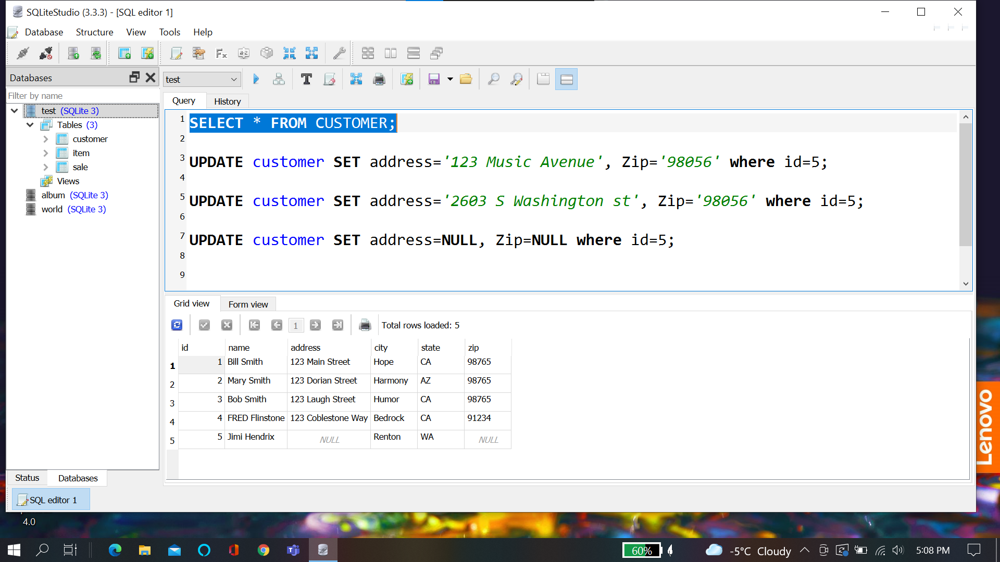 SQLiteStudio (3.3.3) - [SQL editor 1]
Database Structure View Tools Help
Databases
test
Filter by name
Query History
test (SQLite 3)
Tables (3)
customer
item
sale
Views
album (SQLite 3)
world (SQLite 3)
1 SELECT * FROM CUSTOMER;
2
3 UPDATE customer SET address='123 Music Avenue', Zip='98056' where id=5;
4
5 UPDATE customer SET address='2603 S Washington st', Zip='98056' where id=5;
6
7 UPDATE customer SET address=NULL, Zip=NULL where id=5;
8
9
Grid view Form view
1 Total rows loaded: 5
id name address city state zip
1 1 Bill Smith 123 Main Street Hope CA 98765
2 2 Mary Smith 123 Dorian Street Harmony AZ 98765
3 3 Bob Smith 123 Laugh Street Humor CA 98765
4 4 FRED Flinstone 123 Coblestone Way Bedrock CA 91234
5 5 Jimi Hendrix NULL Renton WA NULL
Status Databases
SQL editor 1
4.0
Lenovo
60% -5°C Cloudy 5:08 PM